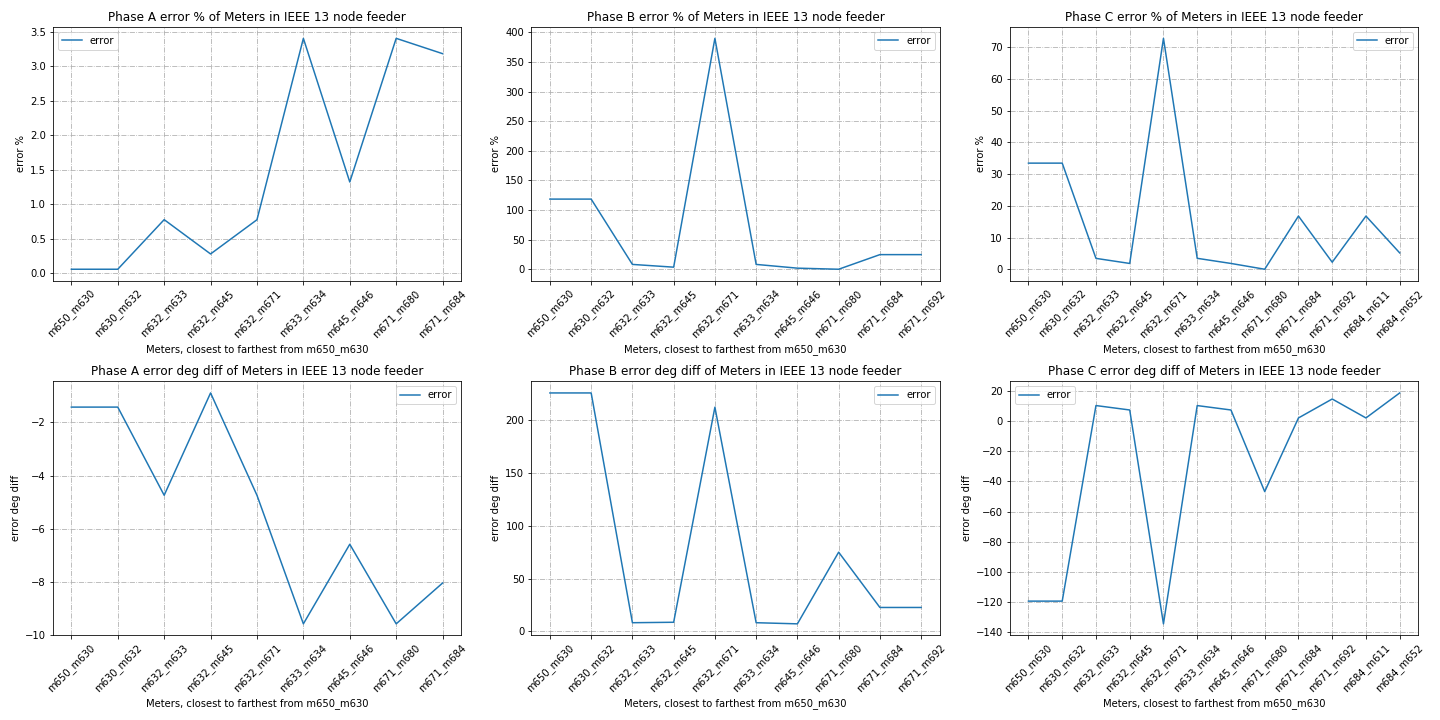 Phase A error % of Meters in IEEE 13 node feeder
error
error %
3.5
3.0
2.5
2.0
1.5
1.0
0.5
0.0
m650_m630
m630_m632
m632_m633
m632_m645
m632_m671
m633_m634
m645_m646
m671_m680
m671_m684
Meters, closest to farthest from m650_m630
Phase B error % of Meters in IEEE 13 node feeder
error
error %
400
350
300
250
200
150
100
50
0
m650_m630
m630_m632
m632_m633
m632_m645
m632_m671
m633_m634
m645_m646
m671_m680
m671_m684
m671_m692
Meters, closest to farthest from m650_m630
Phase C error % of Meters in IEEE 13 node feeder
error
error %
70
60
50
40
30
20
10
0
m650_m630
m630_m632
m632_m633
m632_m645
m632_m671
m633_m634
m645_m646
m671_m680
m671_m684
m671_m692
m684_m611
m684_m652
Meters, closest to farthest from m650_m630
Phase A error deg diff of Meters in IEEE 13 node feeder
error
error deg diff
−2
−4
−6
−8
−10
m650_m630
m630_m632
m632_m633
m632_m645
m632_m671
m633_m634
m645_m646
m671_m680
m671_m684
Meters, closest to farthest from m650_m630
Phase B error deg diff of Meters in IEEE 13 node feeder
error
error deg diff
200
150
100
50
0
m650_m630
m630_m632
m632_m633
m632_m645
m632_m671
m633_m634
m645_m646
m671_m680
m671_m684
m671_m692
Meters, closest to farthest from m650_m630
Phase C error deg diff of Meters in IEEE 13 node feeder
error
error deg diff
20
0
−20
−40
−60
−80
−100
−120
−140
m650_m630
m630_m632
m632_m633
m632_m645
m632_m671
m633_m634
m645_m646
m671_m680
m671_m684
m671_m692
m684_m611
m684_m652
Meters, closest to farthest from m650_m630